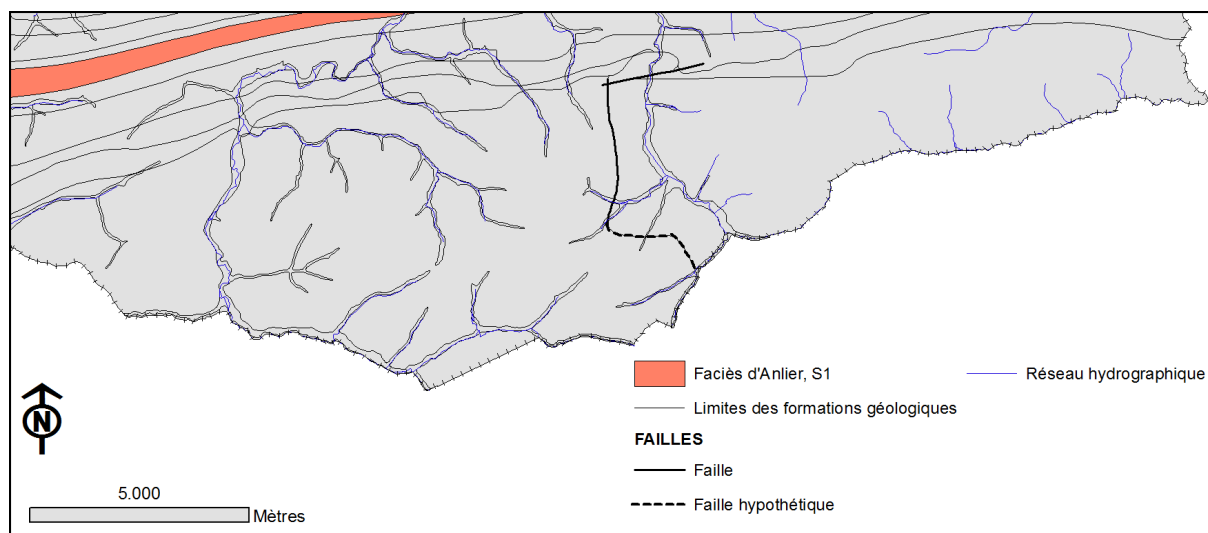 Faciès d'Anlier, S1
Réseau hydrographique
Limites des formations géologiques
FAILLES
Faille
Faille hypothétique
N
5.000
Mètres